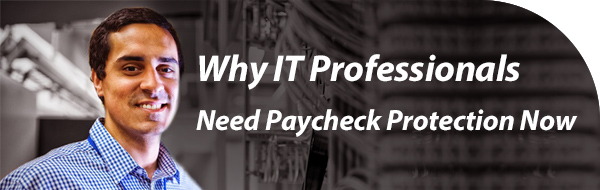 Why IT Professionals
Need Paycheck Protection Now